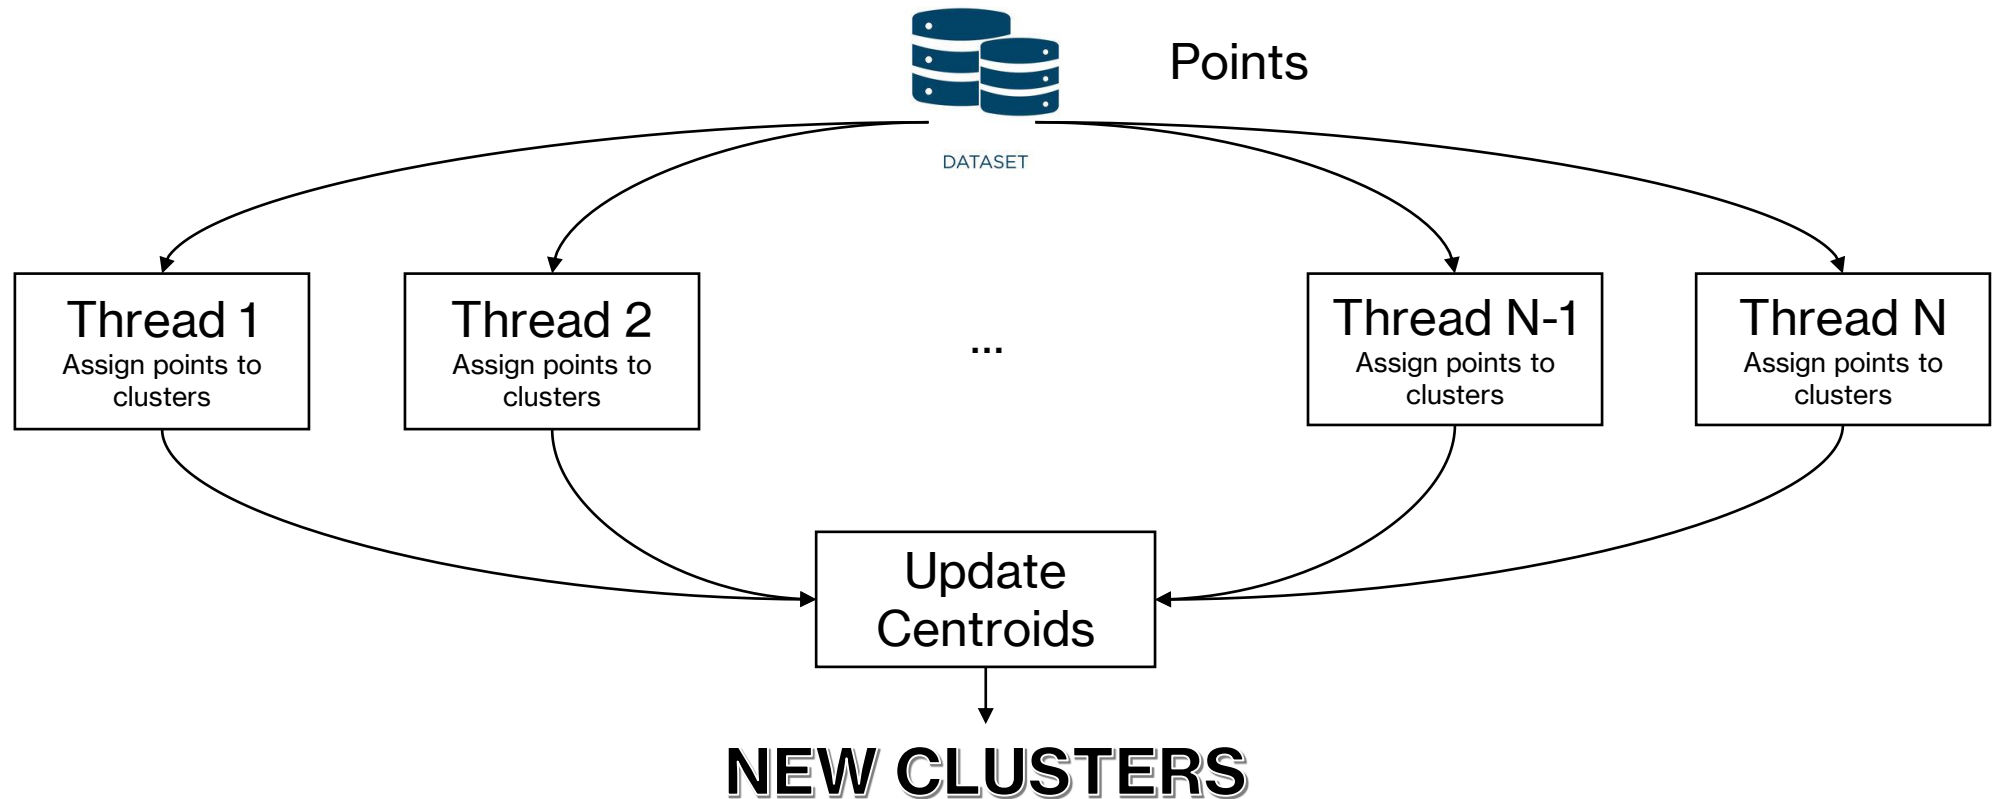 Points
DATASET
Thread 1
Assign points to
clusters
Thread 2
Assign points to
clusters
...
Thread N-1
Assign points to
clusters
Thread N
Assign points to
clusters
Update
Centroids
NEW CLUSTERS